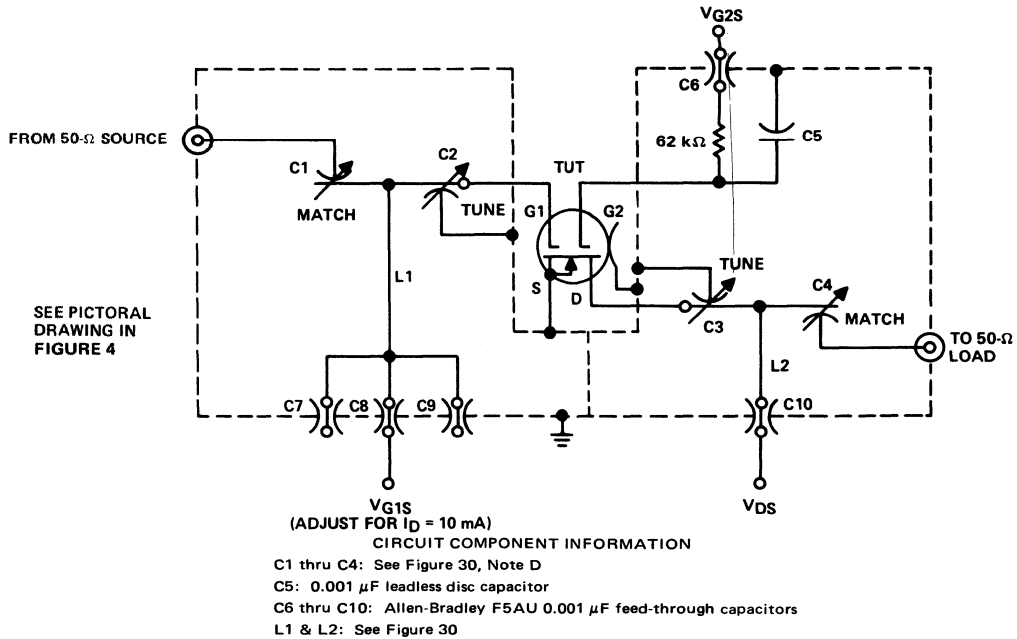 VG2S
C6
62 kΩ
C5
FROM 50-Ω SOURCE
C1
MATCH
C2
TUNE
TUT
G1
G2
S
D
L1
TUNE
C3
C4
MATCH
TO 50-Ω
LOAD
L2
SEE PICTORAL
DRAWING IN
FIGURE 4
C7
C8
C9
C10
VG1S
VDS
(ADJUST FOR ID = 10 mA)
CIRCUIT COMPONENT INFORMATION
C1 thru C4: See Figure 30, Note D
C5: 0.001 μF leadless disc capacitor
C6 thru C10: Allen-Bradley F5AU 0.001 μF feed-through capacitors
L1 & L2: See Figure 30